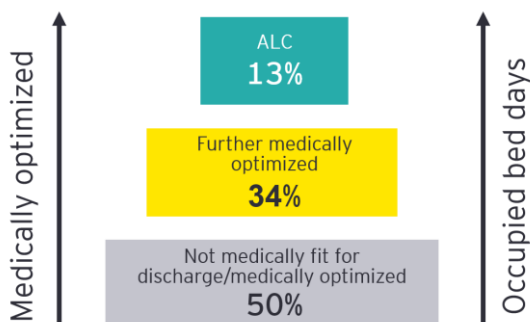 Medically optimized
ALC
13%
Further medically
optimized
34%
Not medically fit for
discharge/medically optimized
50%
Occupied bed days